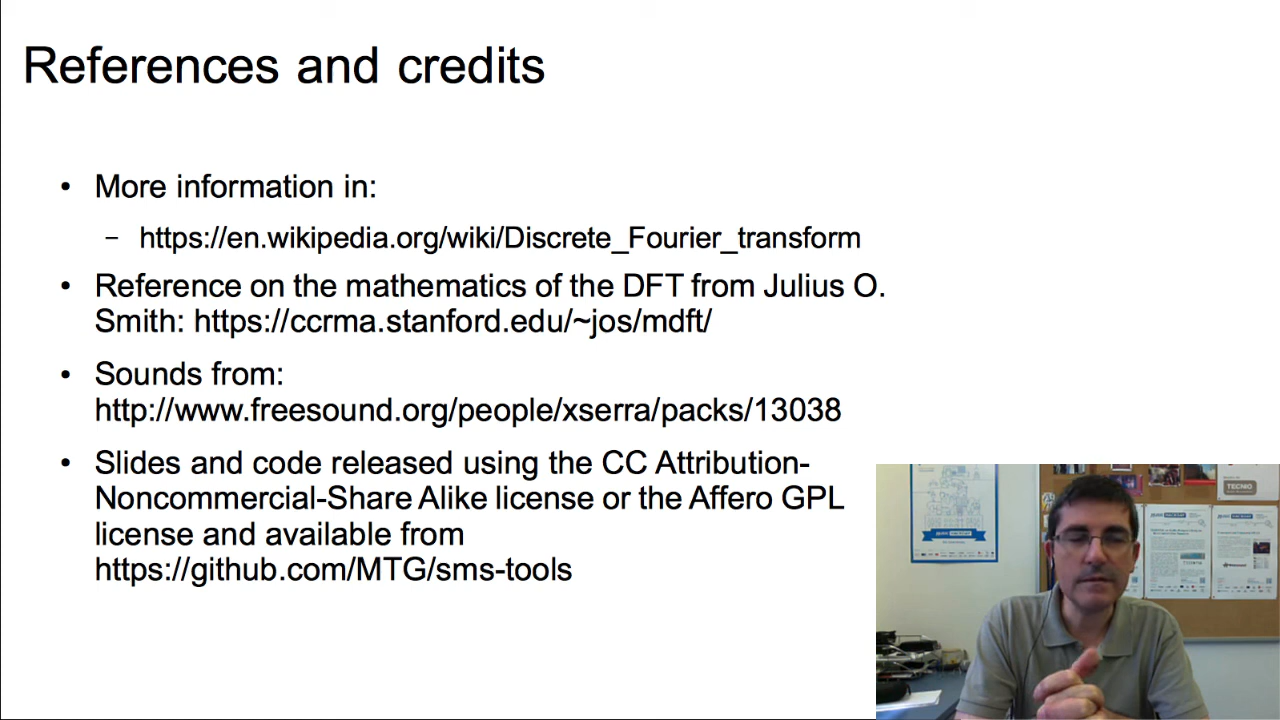 References and credits
• More information in:
– https://en.wikipedia.org/wiki/Discrete_Fourier_transform
• Reference on the mathematics of the DFT from Julius O.
Smith: https://ccrma.stanford.edu/~jos/mdft/
• Sounds from:
http://www.freesound.org/people/xserra/packs/13038
• Slides and code released using the CC Attribution-
Noncommercial-Share Alike license or the Affero GPL
license and available from
https://github.com/MTG/sms-tools
TECNIO